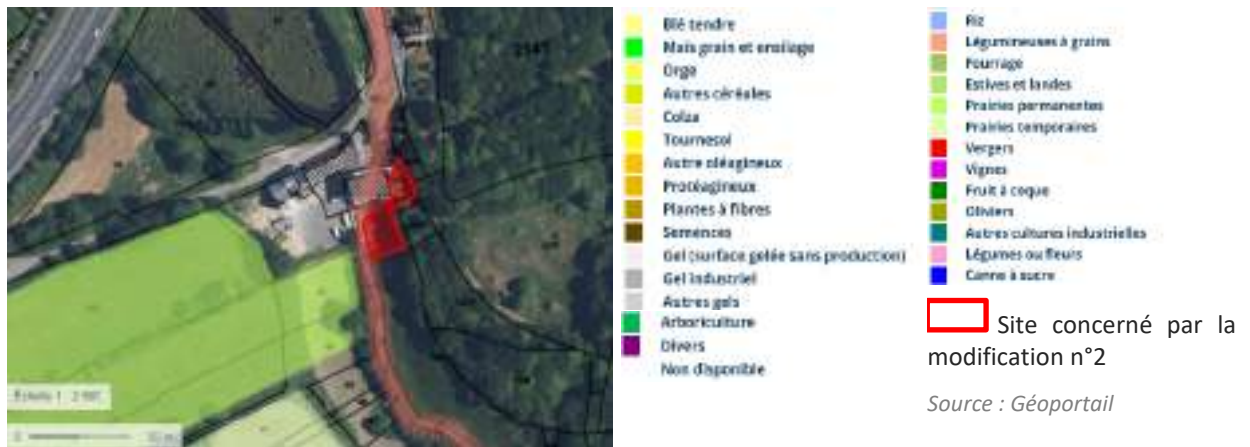 Blé tendre
Maïs grain et ensilage
Orge
Autres céréales
Colza
Tournesol
Autre oléagineux
Protéagineux
Plantes à fibres
Semences
Gel (surface gelée sans production)
Gel industriel
Autres gels
Arboriculture
Divers
Non disponible
Riz
Légumineuses à grains
Fourrage
Estives et landes
Prairies permanentes
Prairies temporaires
Vergers
Vignes
Fruit à coque
Oliviers
Autres cultures industrielles
Légumes ou fleurs
Canne à sucre
Site concerné par la
modification n°2
Source : Géoportail